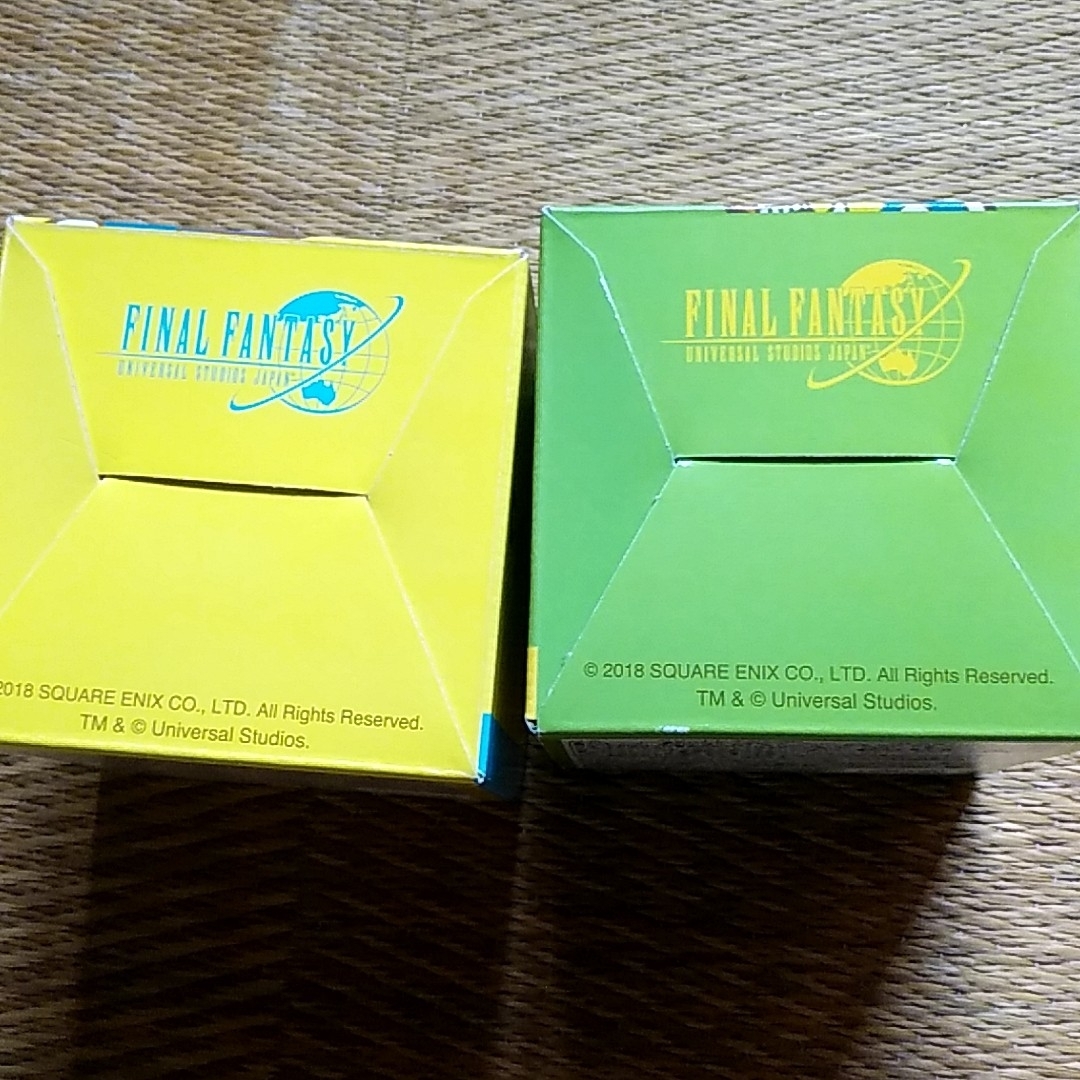 FINAL FANTASY
UNIVERSAL STUDIOS JAPAN
2018 SQUARE ENIX CO., LTD. All Rights Reserved.
TM & © Universal Studios.
FINAL FANTASY
UNIVERSAL STUDIOS JAPAN
© 2018 SQUARE ENIX CO., LTD. All Rights Reserved.
TM & © Universal Studios.